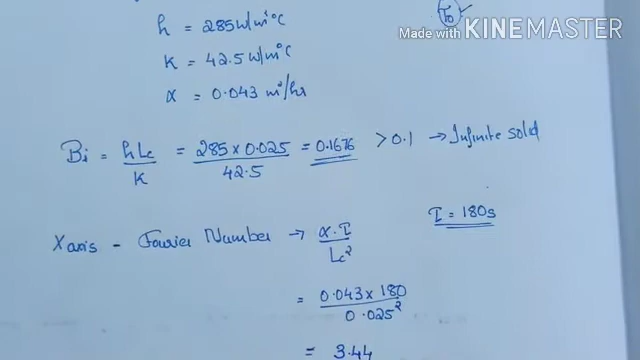 h = 285 W/m²°C
To
Made with KINEMASTER
K = 42.5 W/m°C
α = 0.043 m²/hr
Bi = hLc/K = 285 × 0.025/42.5 = 0.1676 > 0.1 → Infinite solid
X axis - Fourier Number → α.τ/Lc²
τ = 180s
= 0.043 × 180/0.025²
= 3.44